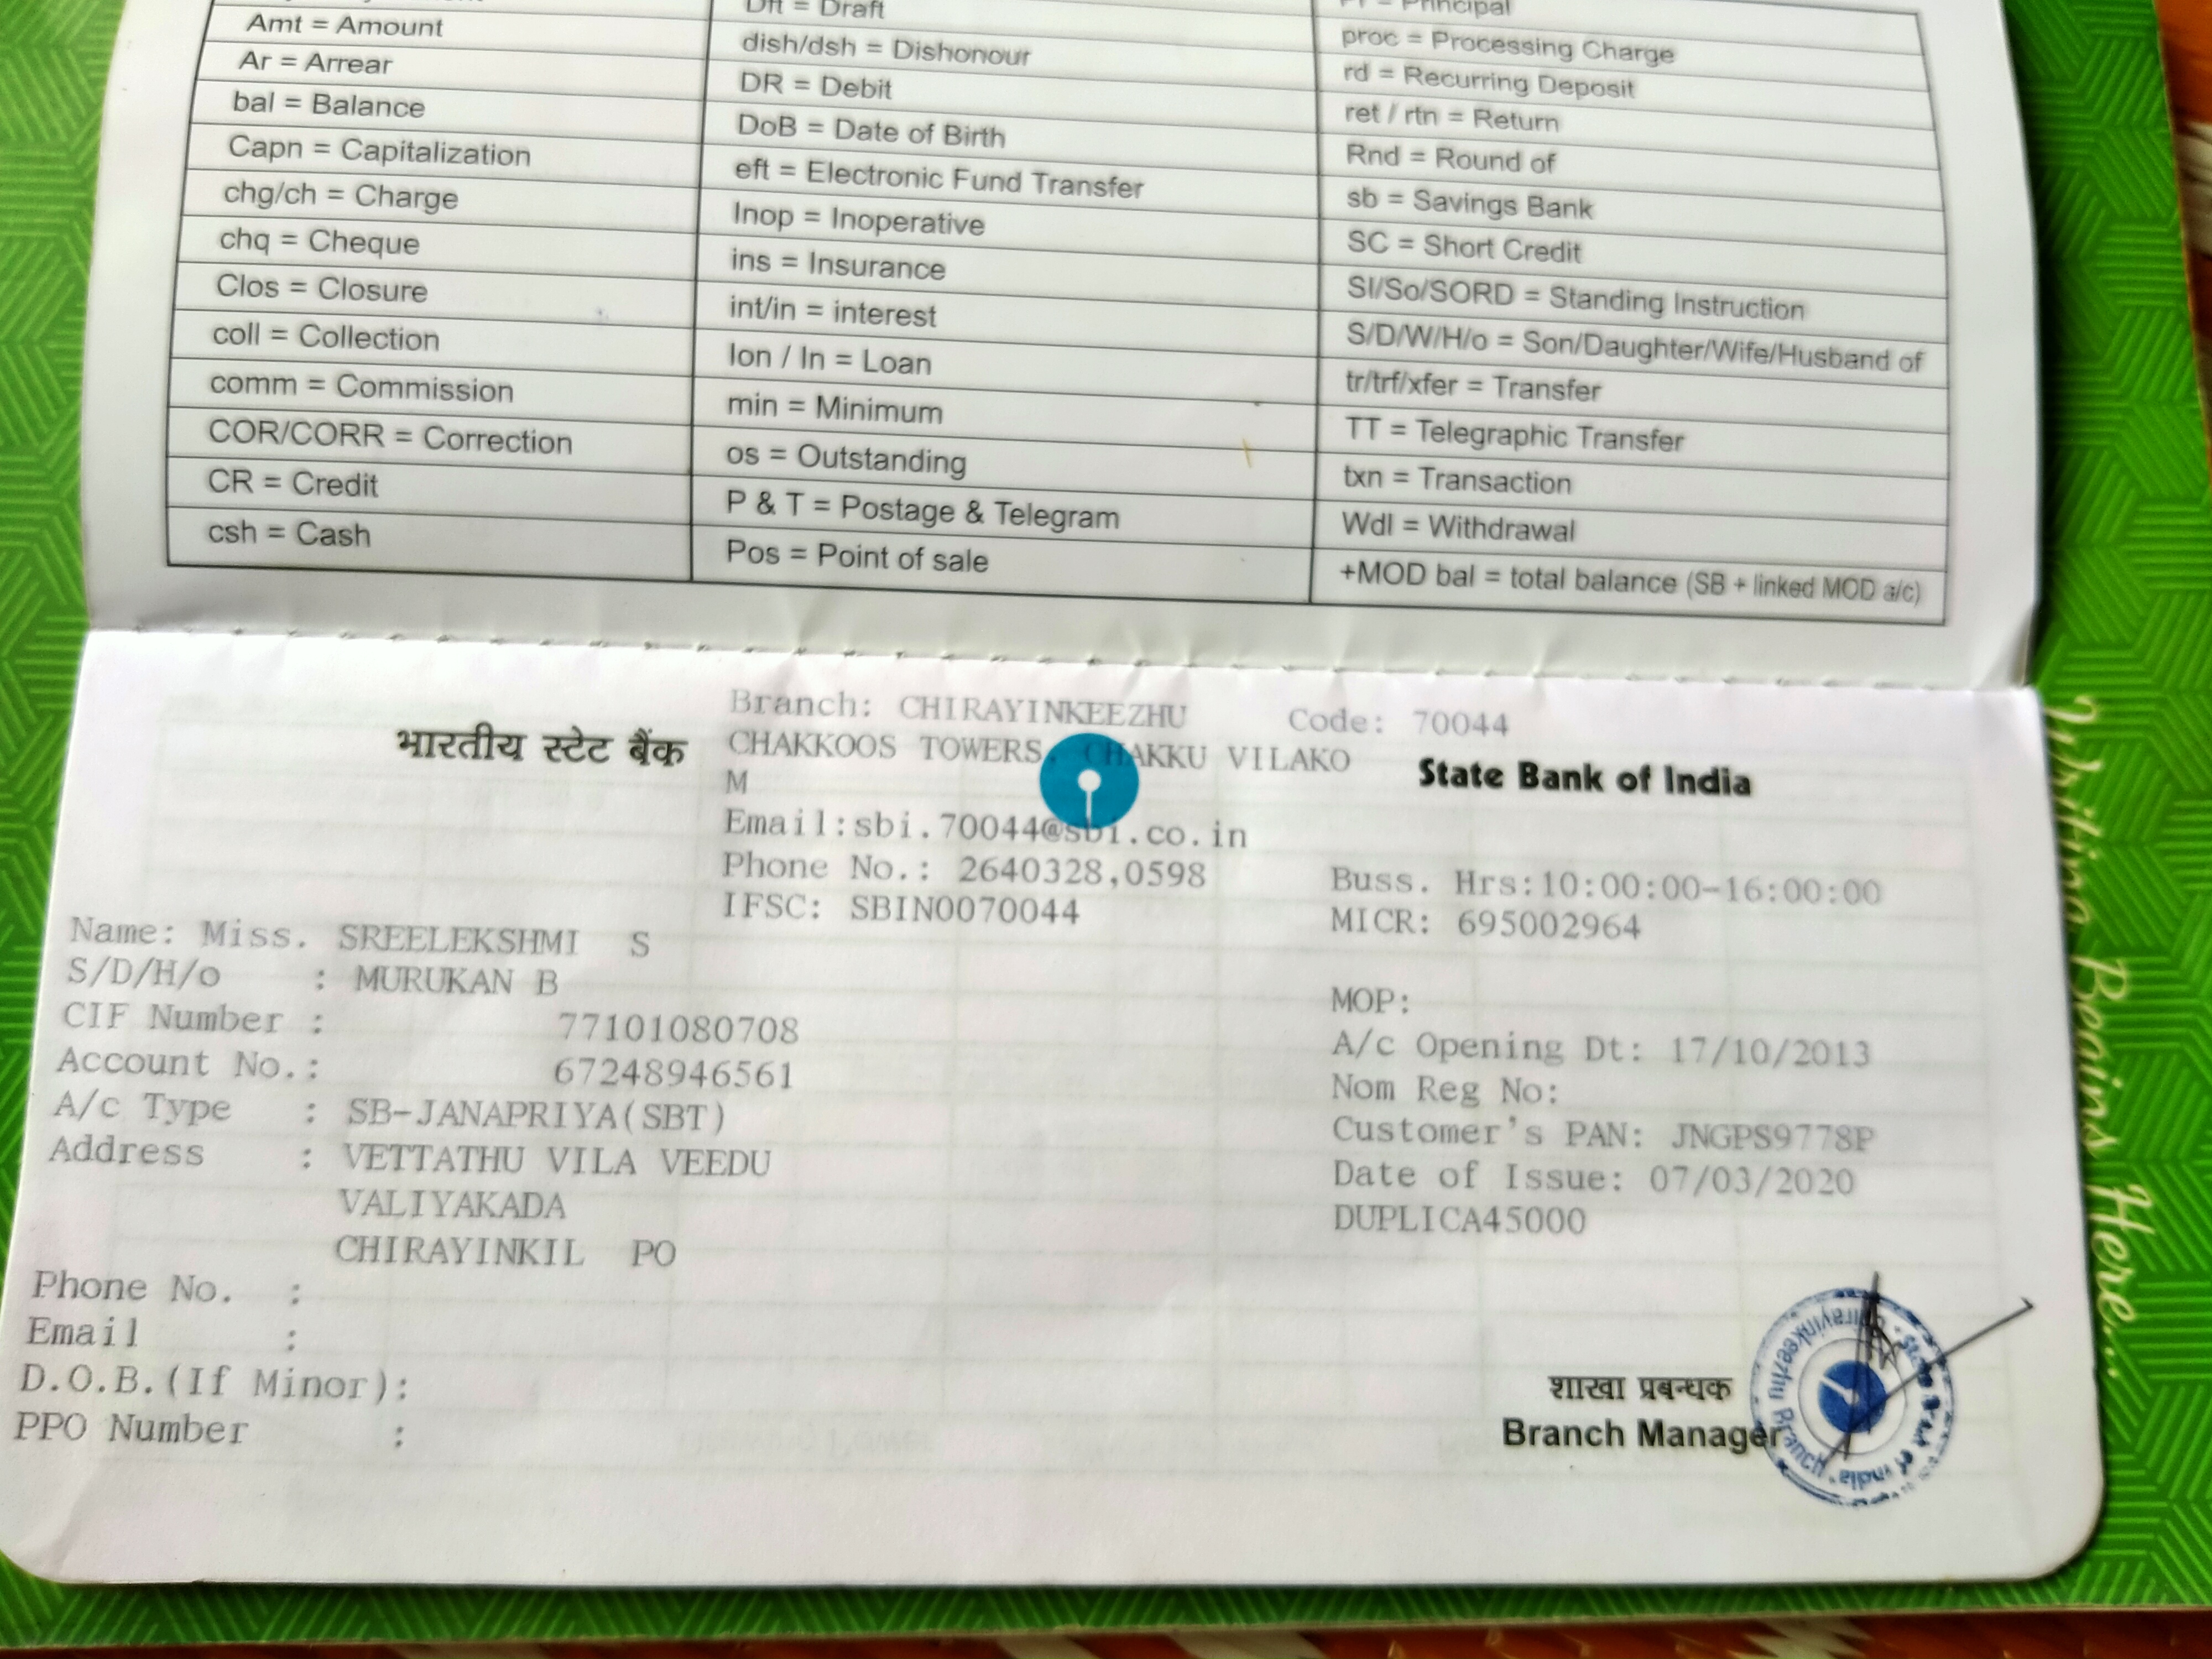 Dft = Draft
Pr = Principal
Amt = Amount
dish/dsh = Dishonour
proc = Processing Charge
Ar = Arrear
DR = Debit
rd = Recurring Deposit
bal = Balance
DoB = Date of Birth
ret / rtn = Return
Capn = Capitalization
eft = Electronic Fund Transfer
Rnd = Round of
chg/ch = Charge
Inop = Inoperative
sb = Savings Bank
chq = Cheque
ins = Insurance
SC = Short Credit
Clos = Closure
int/in = interest
SI/So/SORD = Standing Instruction
coll = Collection
lon / ln = Loan
S/D/W/H/o = Son/Daughter/Wife/Husband of
comm = Commission
min = Minimum
tr/trf/xfer = Transfer
COR/CORR = Correction
os = Outstanding
TT = Telegraphic Transfer
CR = Credit
P & T = Postage & Telegram
txn = Transaction
csh = Cash
Pos = Point of sale
Wdl = Withdrawal
+MOD bal = total balance (SB + linked MOD a/c)
Branch: CHIRAYINKEEZHU Code: 70044
भारतीय स्टेट बैंक
CHAKKOOS TOWERS, CHAKKU VILAKO
M
State Bank of India
Email:sbi.70044@sbi.co.in
Phone No.: 2640328,0598
Buss. Hrs:10:00:00-16:00:00
IFSC: SBIN0070044
MICR: 695002964
Name: Miss. SREELEKSHMI S
S/D/H/o : MURUKAN B
MOP:
CIF Number : 77101080708
A/c Opening Dt: 17/10/2013
Account No.: 67248946561
Nom Reg No:
A/c Type : SB-JANAPRIYA(SBT)
Customer's PAN: JNGPS9778P
Address : VETTATHU VILA VEEDU
Date of Issue: 07/03/2020
VALIYAKADA
DUPLICA45000
CHIRAYINKIL PO
Phone No. :
Email :
D.O.B.(If Minor):
PPO Number :
शाखा प्रबन्धक
Branch Manager
State Bank of India
Chirayinkeezhu Branch
Writing Begins Here...